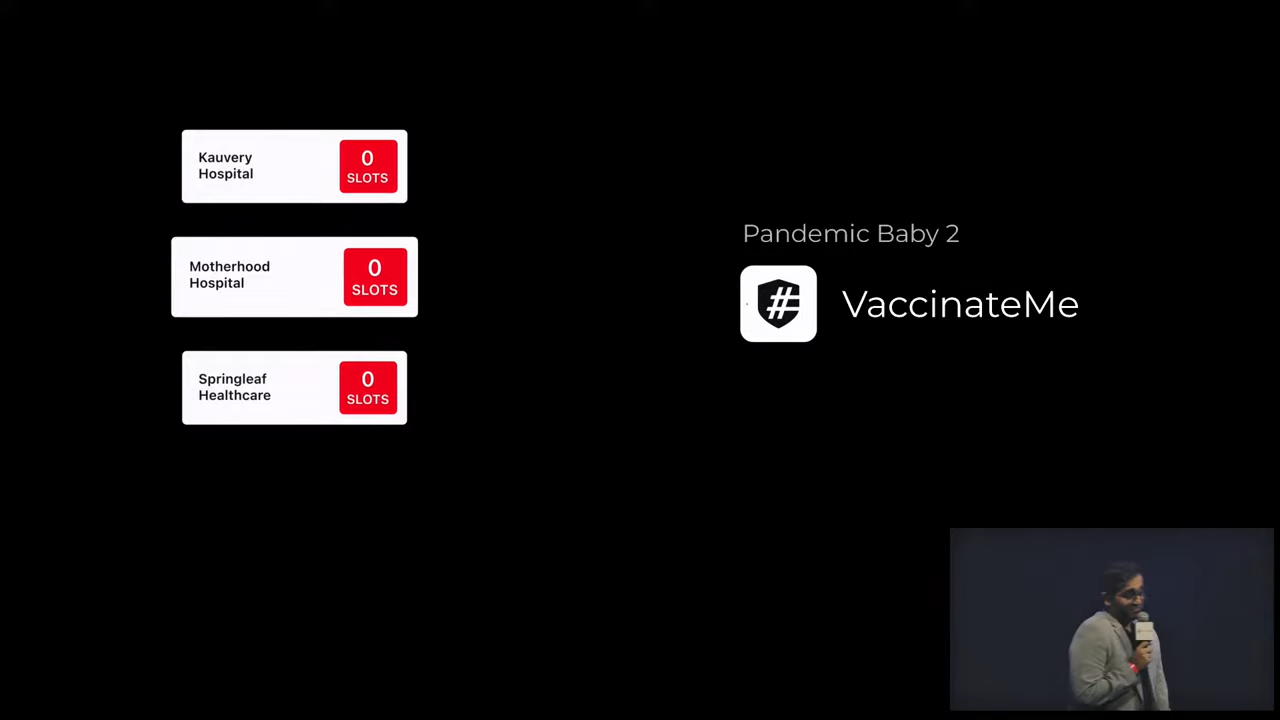 Kauvery
Hospital
0
SLOTS
Motherhood
Hospital
0
SLOTS
Springleaf
Healthcare
0
SLOTS
Pandemic Baby 2
#
VaccinateMe